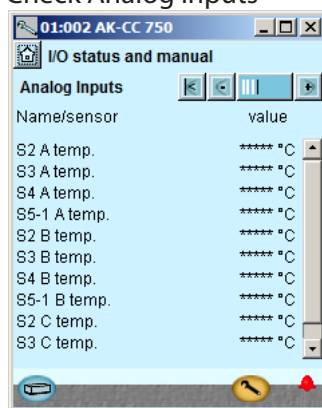 Check Analog Inputs
01:002 AK-CC 750
I/O status and manual
Analog Inputs
Name/sensor value
S2 A temp. ***** °C
S3 A temp. ***** °C
S4 A temp. ***** °C
S5-1 A temp. ***** °C
S2 B temp. ***** °C
S3 B temp. ***** °C
S4 B temp. ***** °C
S5-1 B temp. ***** °C
S2 C temp. ***** °C
S3 C temp. ***** °C